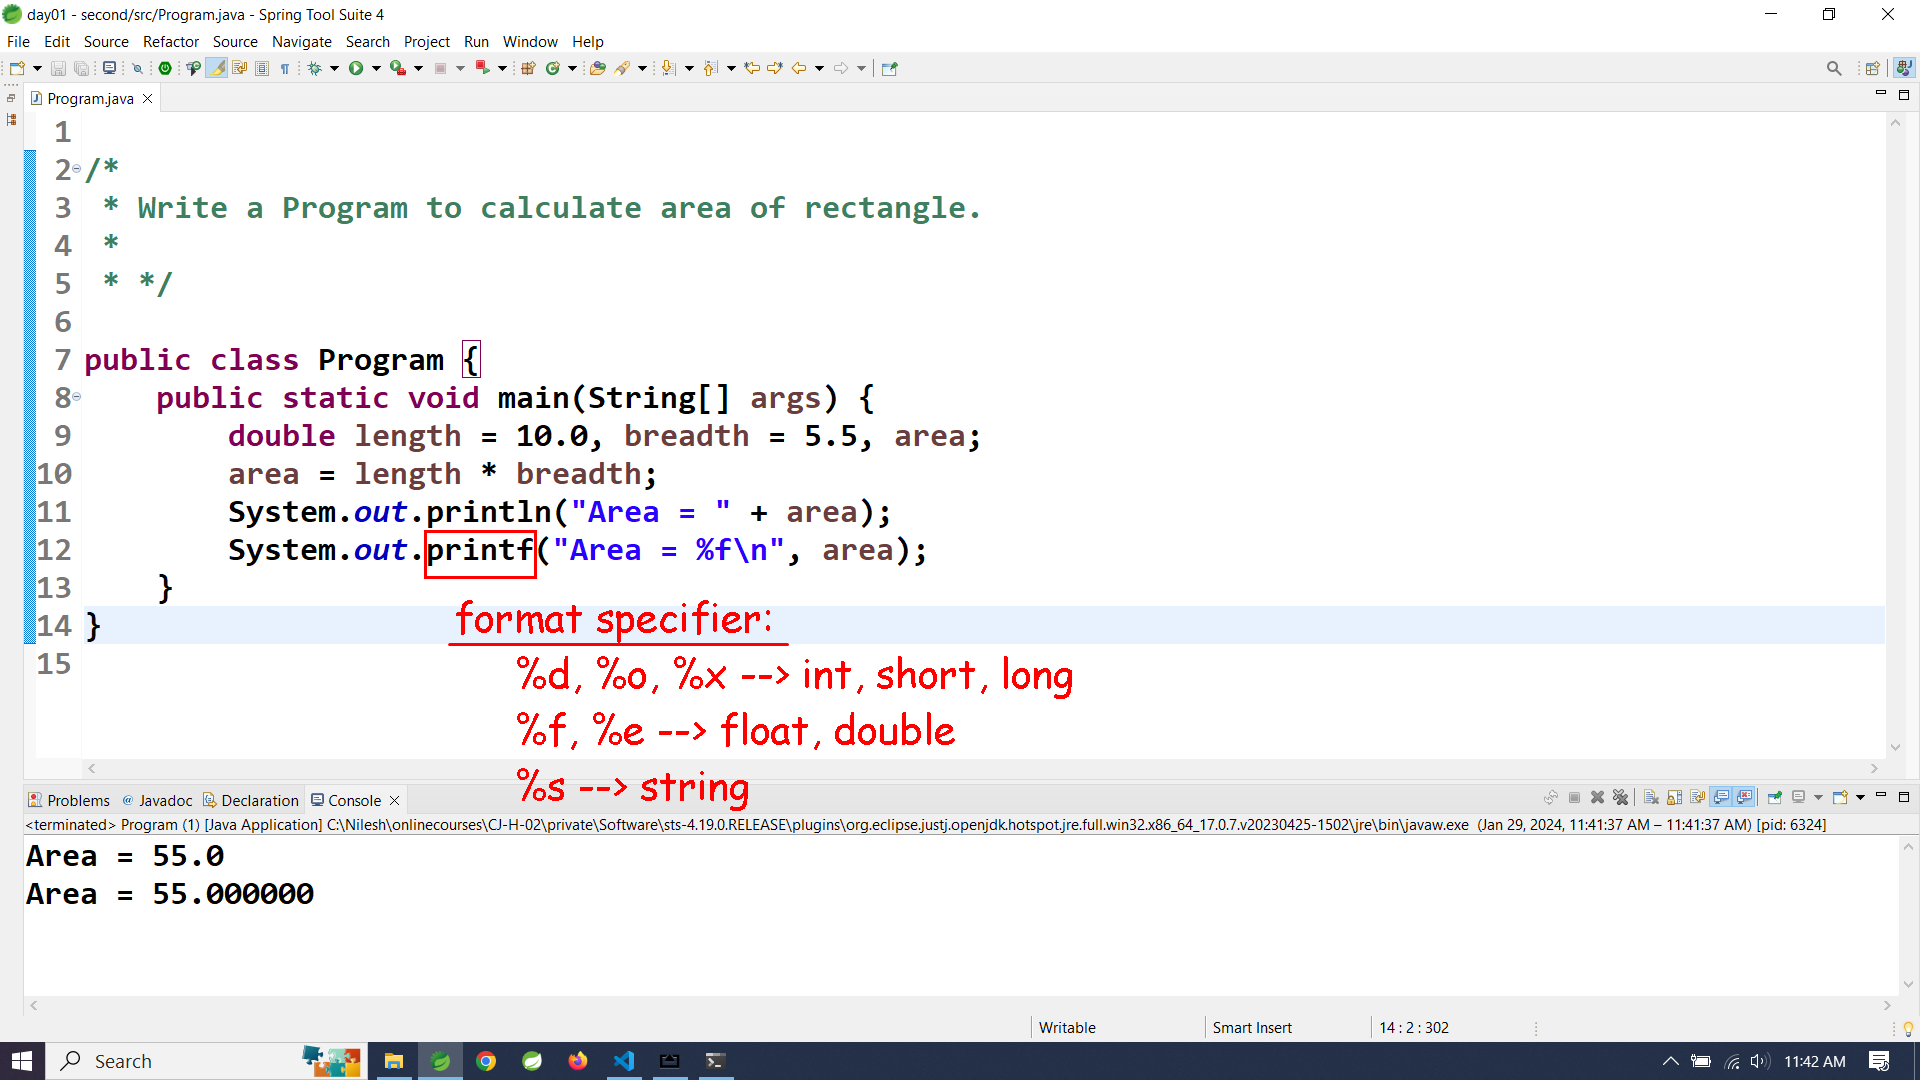 day01 - second/src/Program.java - Spring Tool Suite 4
File Edit Source Refactor Source Navigate Search Project Run Window Help
Program.java
1
2 /*
3 * Write a Program to calculate area of rectangle.
4 *
5 * */
6
7 public class Program {
8 public static void main(String[] args) {
9 double length = 10.0, breadth = 5.5, area;
10 area = length * breadth;
11 System.out.println("Area = " + area);
12 System.out.printf("Area = %f\n", area);
13 }
14 }
15
format specifier:
%d, %o, %x --> int, short, long
%f, %e --> float, double
%s --> string
Problems @ Javadoc Declaration Console
<terminated> Program (1) [Java Application] C:\Nilesh\onlinecourses\CJ-H-02\private\Software\sts-4.19.0.RELEASE\plugins\org.eclipse.justj.openjdk.hotspot.jre.full.win32.x86_64_17.0.7.v20230425-1502\jre\bin\javaw.exe (Jan 29, 2024, 11:41:37 AM – 11:41:37 AM) [pid: 6324]
Area = 55.0
Area = 55.000000
Writable Smart Insert 14 : 2 : 302
Search 11:42 AM